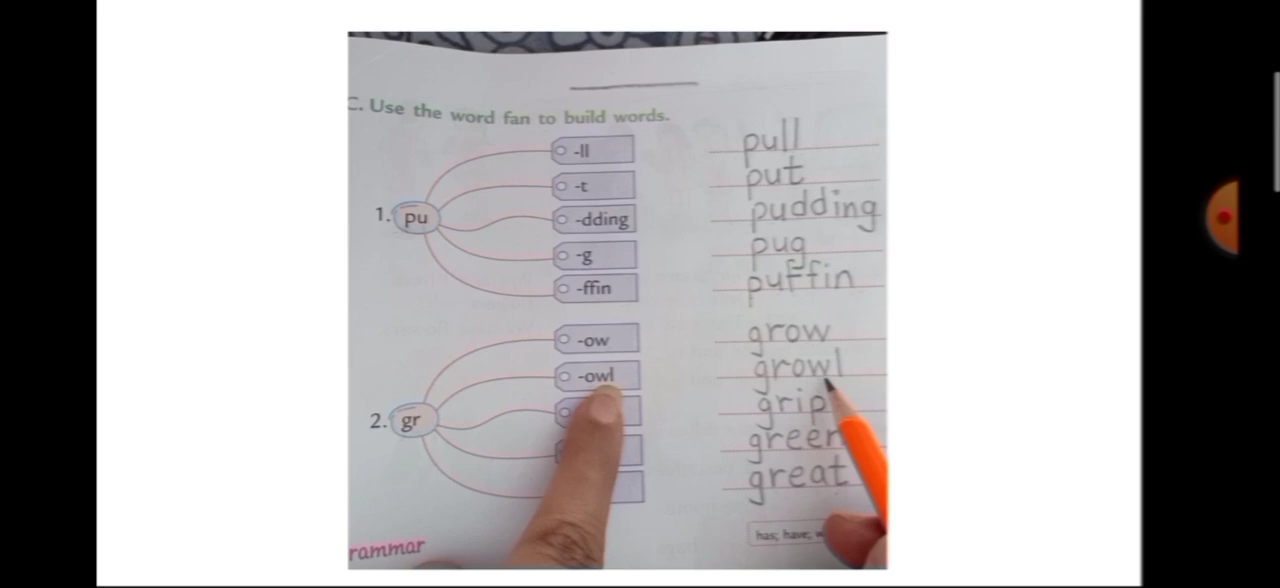 C. Use the word fan to build words.
1. pu
-ll pull
-t put
-dding pudding
-g pug
-ffin puffin
2. gr
-ow grow
-owl growl
grip
green
great
rammar
has; have;